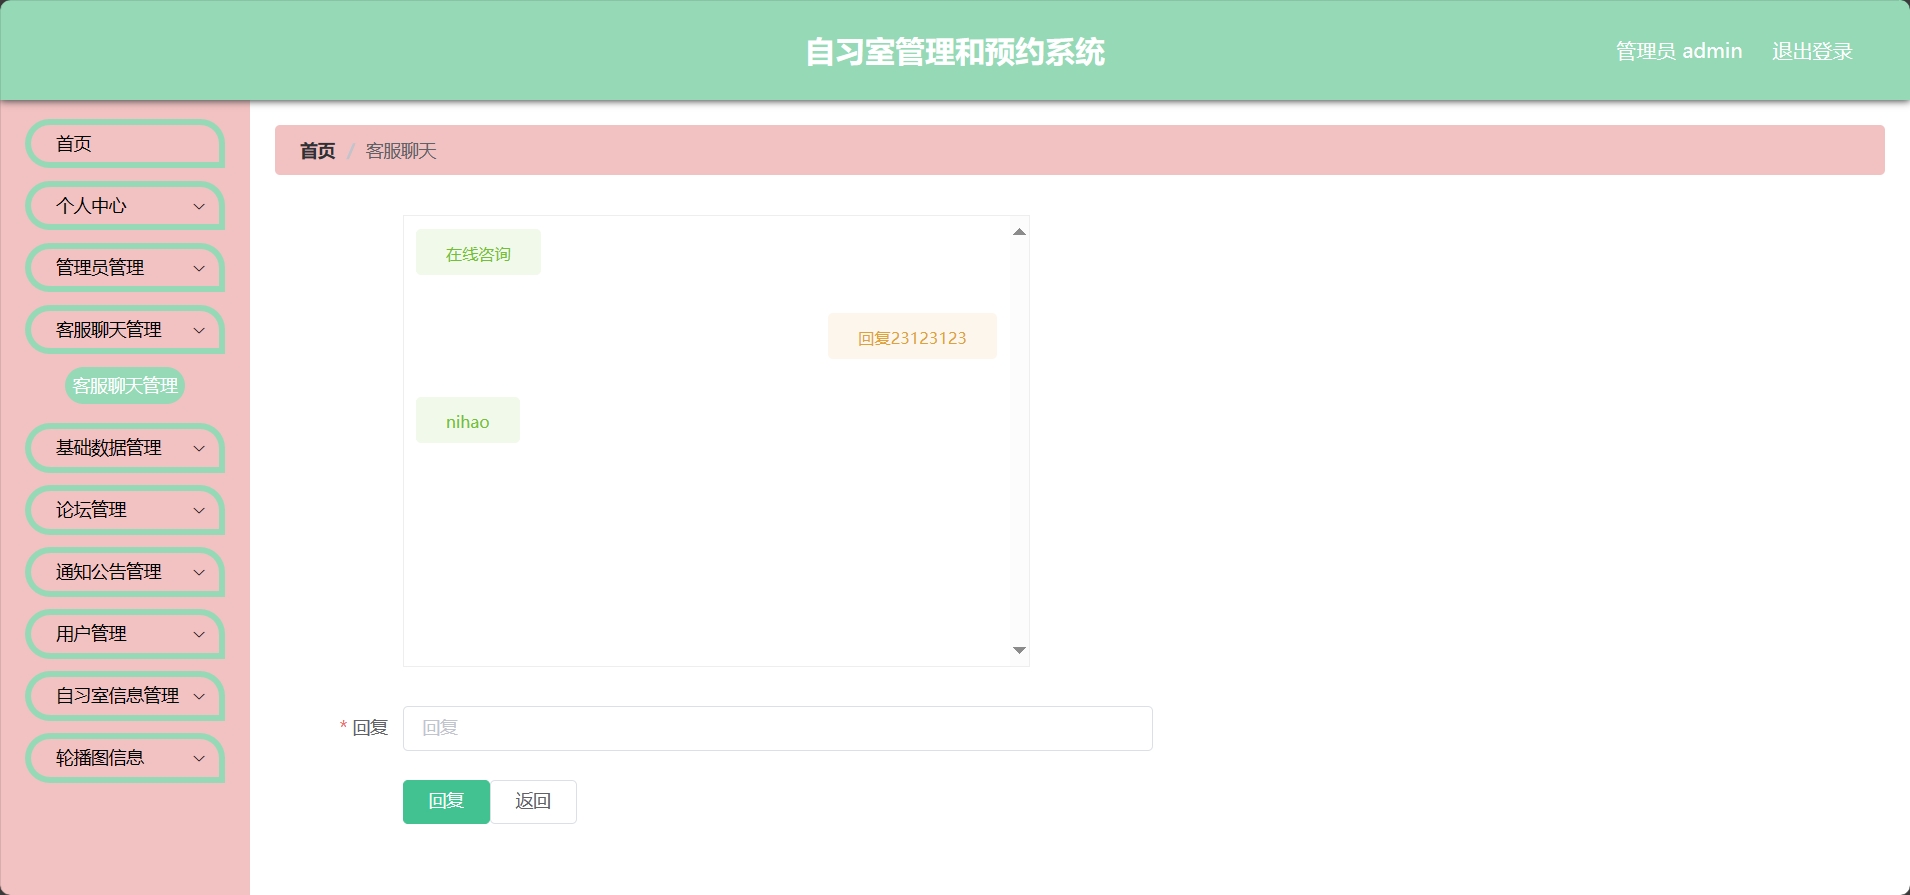 自习室管理和预约系统
管理员 admin
退出登录
首页
个人中心
管理员管理
客服聊天管理
客服聊天管理
基础数据管理
论坛管理
通知公告管理
用户管理
自习室信息管理
轮播图信息
首页 / 客服聊天
在线咨询
回复23123123
nihao
* 回复
回复
回复
返回